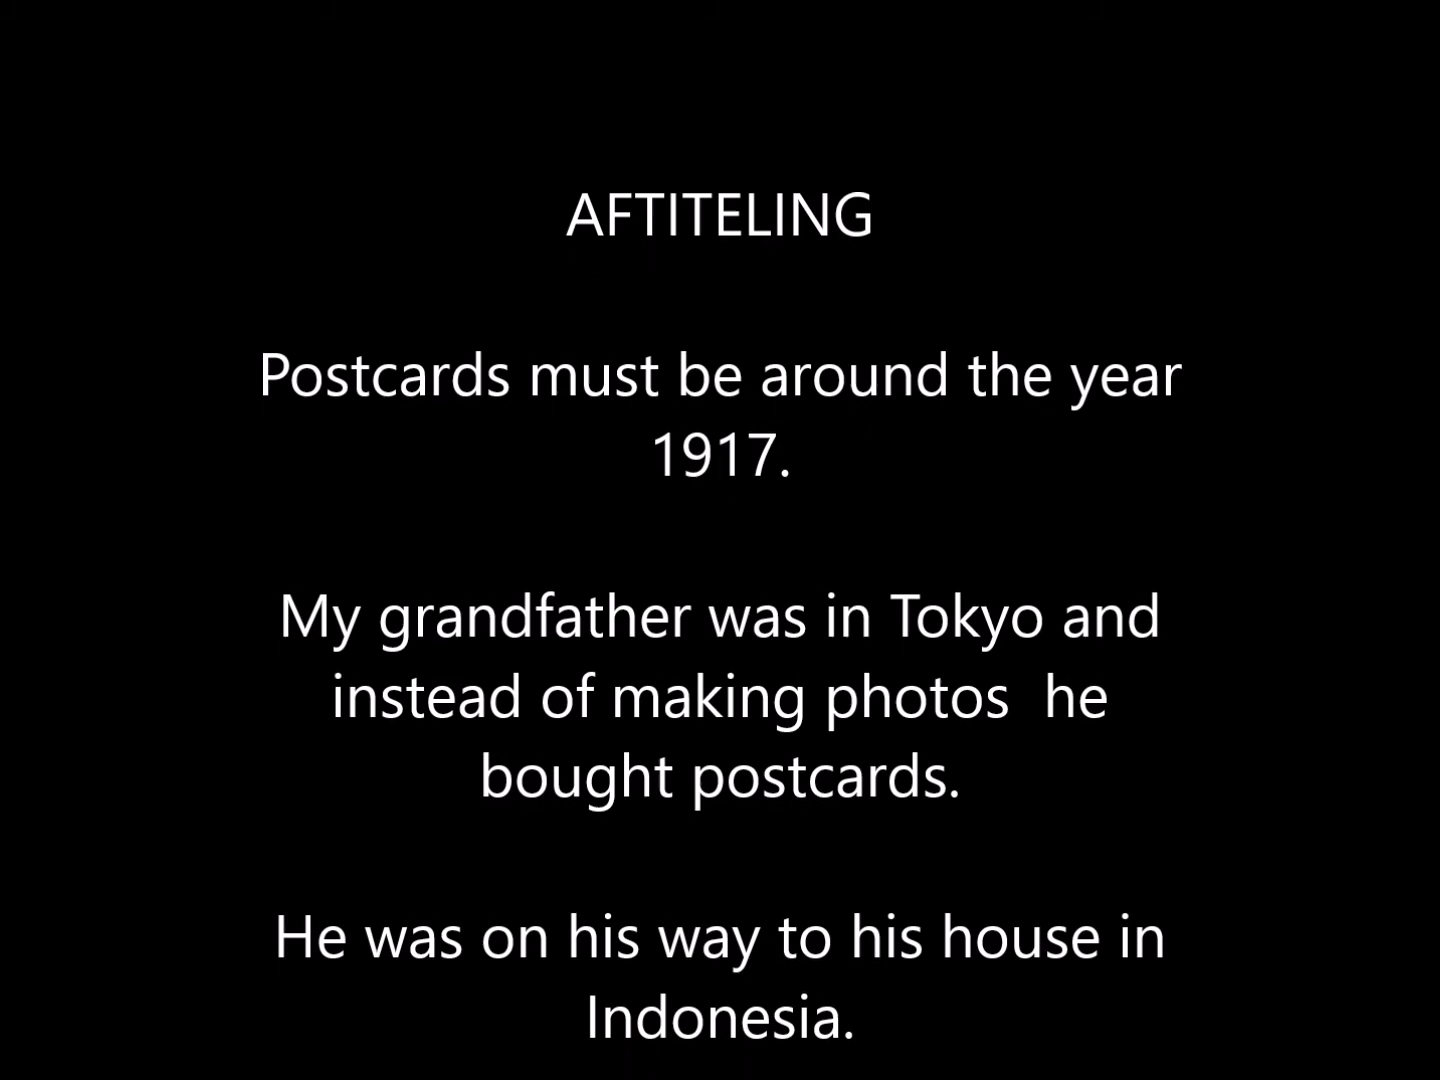 AFTITELING
Postcards must be around the year
1917.
My grandfather was in Tokyo and
instead of making photos  he
bought postcards.
He was on his way to his house in
Indonesia.